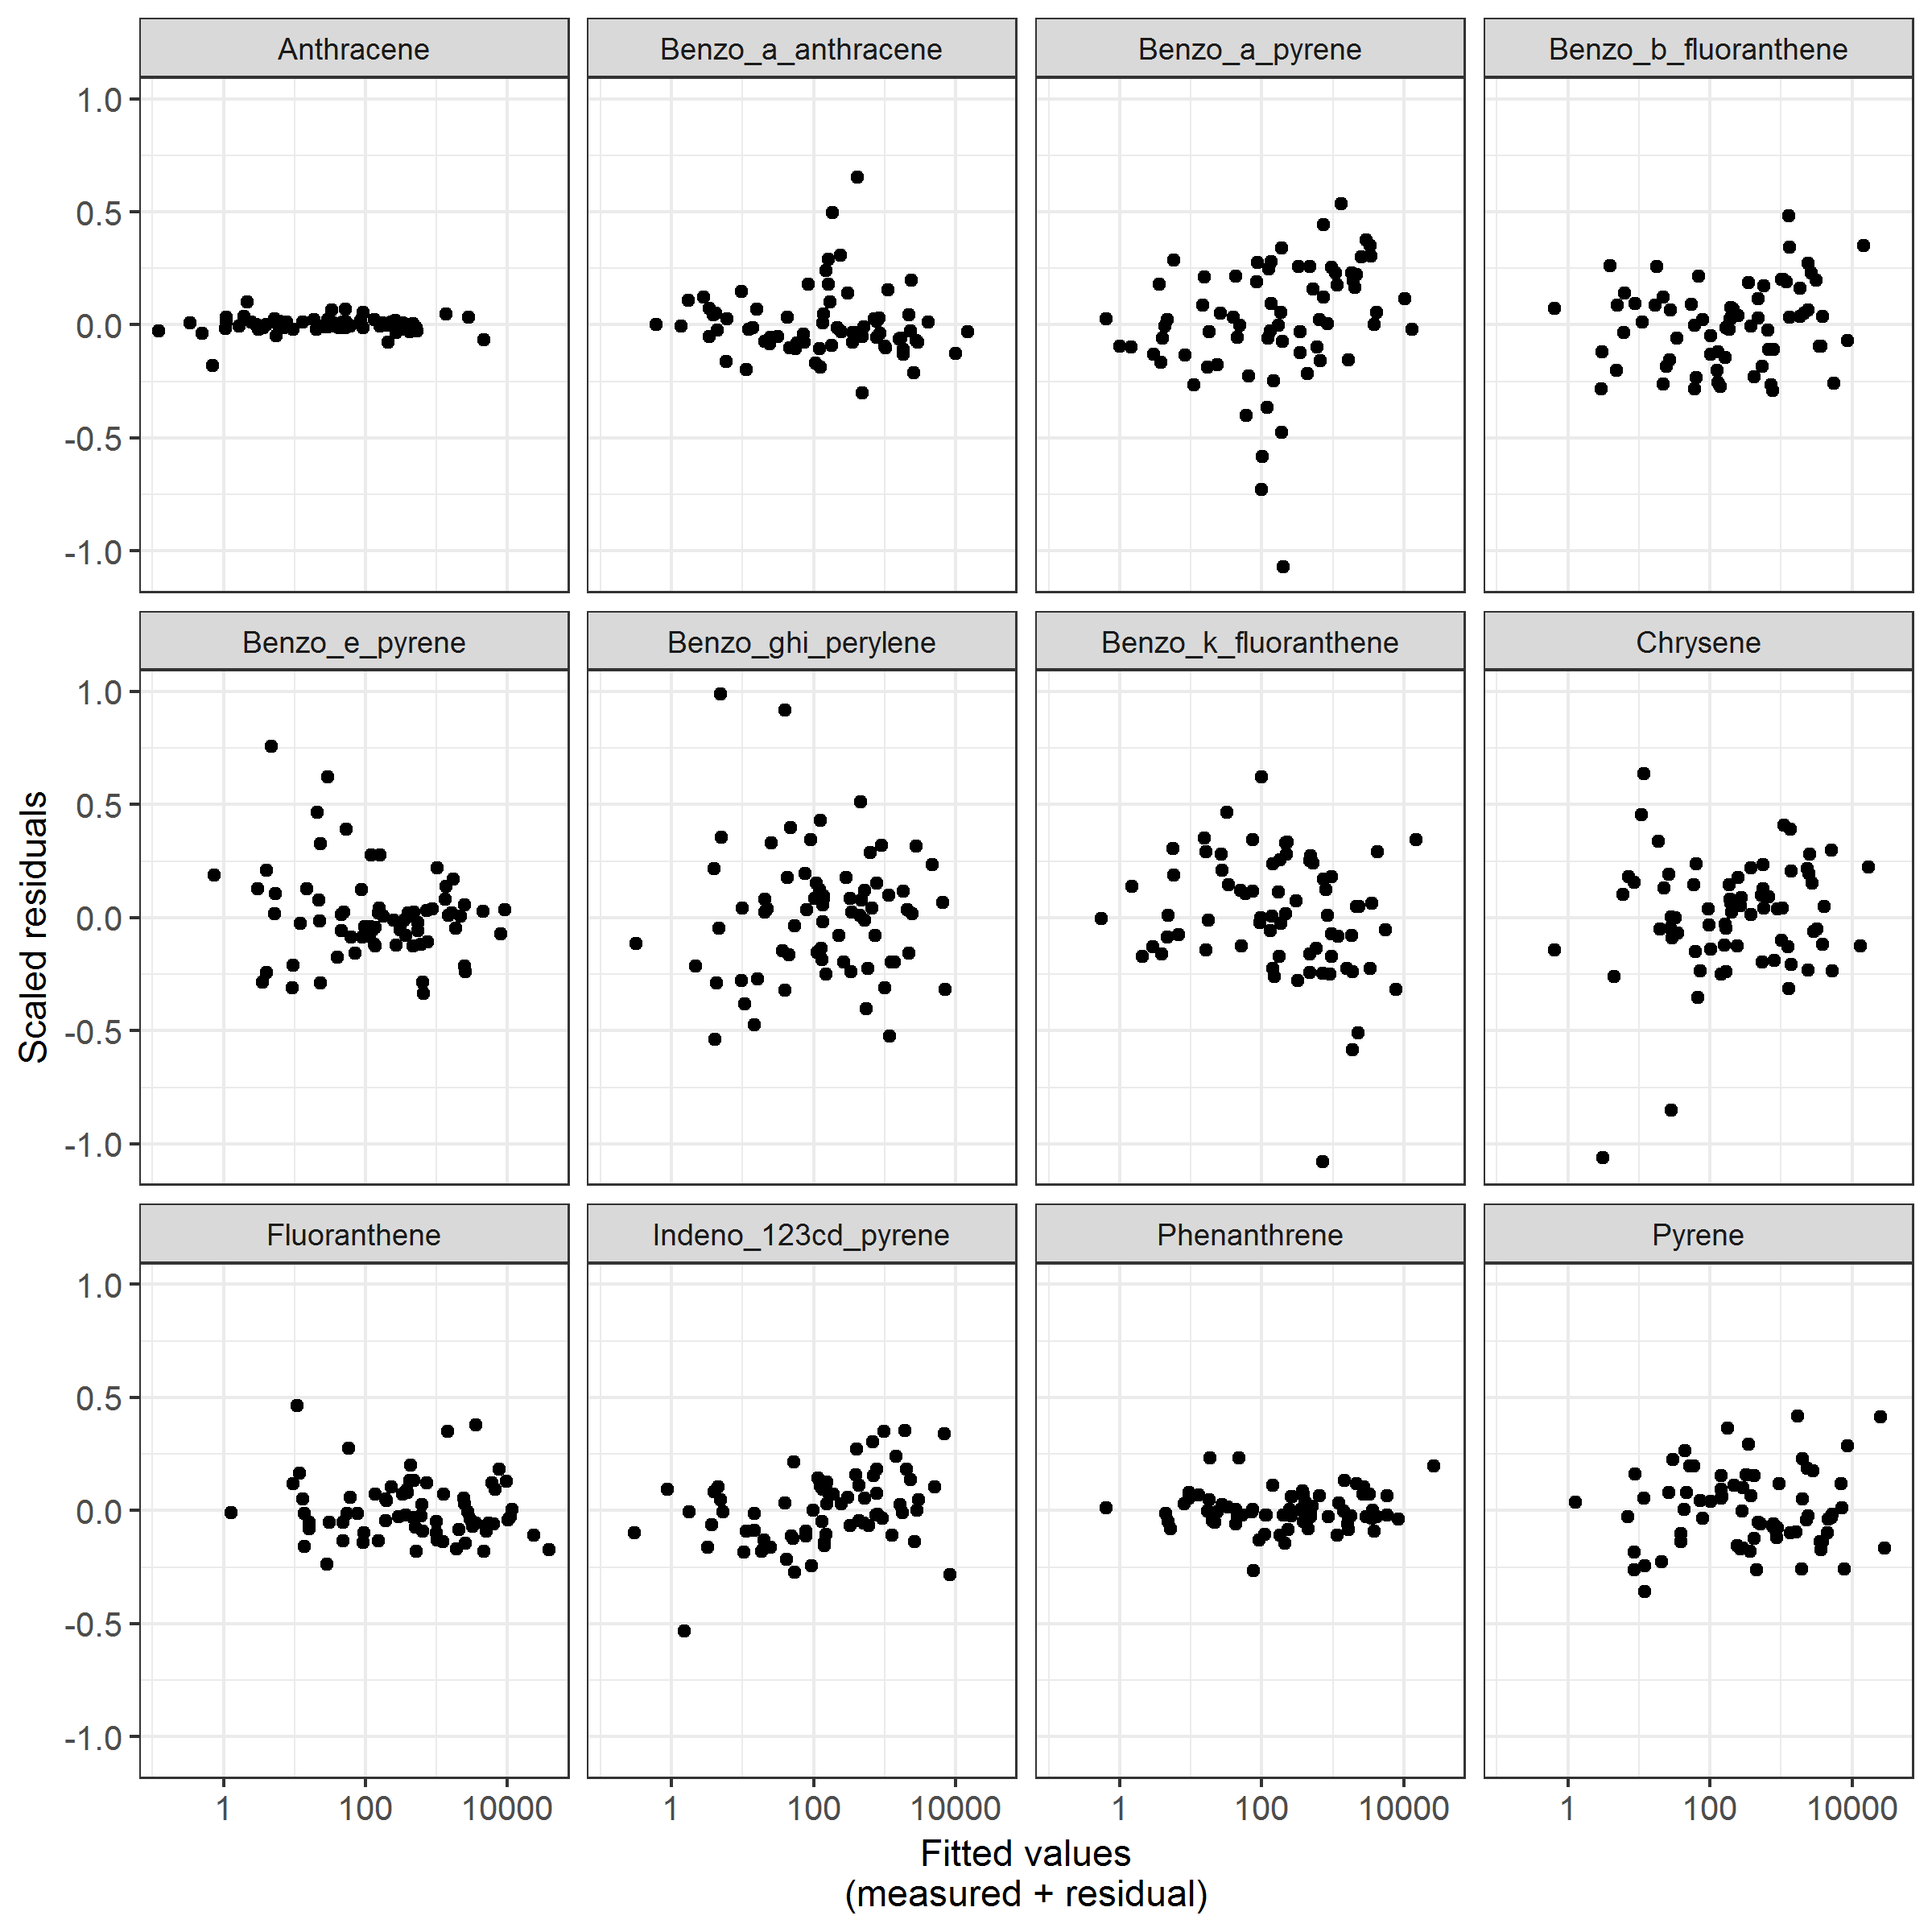 Anthracene
Benzo_a_anthracene
Benzo_a_pyrene
Benzo_b_fluoranthene
1.0
0.5
0.0
-0.5
-1.0
Benzo_e_pyrene
Benzo_ghi_perylene
Benzo_k_fluoranthene
Chrysene
1.0
0.5
0.0
-0.5
-1.0
Scaled residuals
Fluoranthene
Indeno_123cd_pyrene
Phenanthrene
Pyrene
1.0
0.5
0.0
-0.5
-1.0
1 100 10000
1 100 10000
1 100 10000
1 100 10000
Fitted values
(measured + residual)